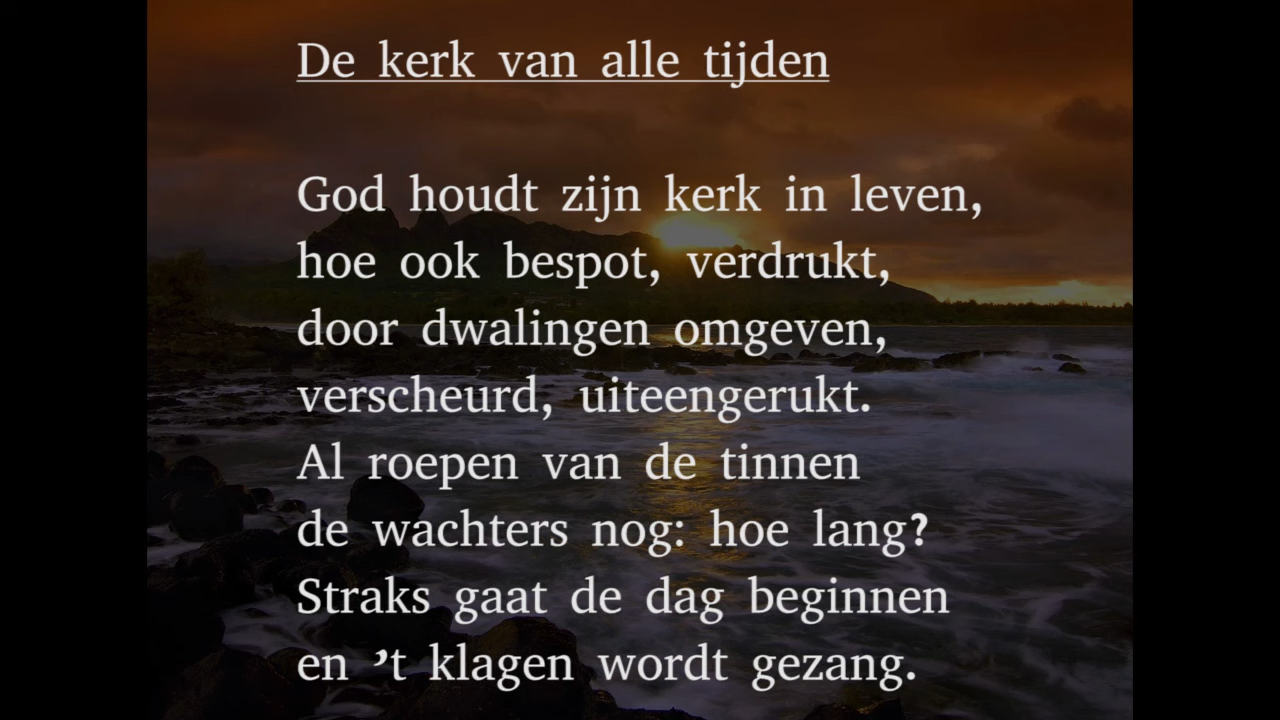 De kerk van alle tijden
God houdt zijn kerk in leven,
hoe ook bespot, verdrukt,
door dwalingen omgeven,
verscheurd, uiteengerukt.
Al roepen van de tinnen
de wachters nog: hoe lang?
Straks gaat de dag beginnen
en ’t klagen wordt gezang.